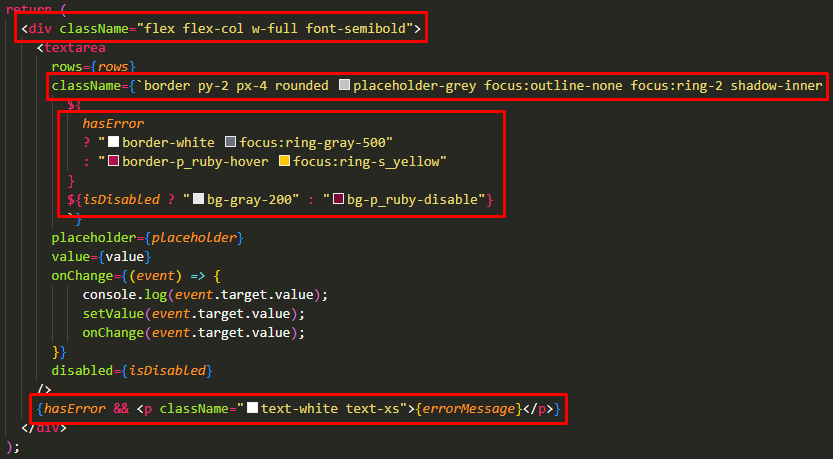 return (
<div className="flex flex-col w-full font-semibold">
<textarea
rows={rows}
className={`border py-2 px-4 rounded placeholder-grey focus:outline-none focus:ring-2 shadow-inner
${
hasError
? "border-white focus:ring-gray-500"
: "border-p_ruby-hover focus:ring-s_yellow"
}
${isDisabled ? "bg-gray-200" : "bg-p_ruby-disable"}
`}
placeholder={placeholder}
value={value}
onChange={(event) => {
console.log(event.target.value);
setValue(event.target.value);
onChange(event.target.value);
}}
disabled={isDisabled}
/>
{hasError && <p className="text-white text-xs">{errorMessage}</p>}
</div>
);